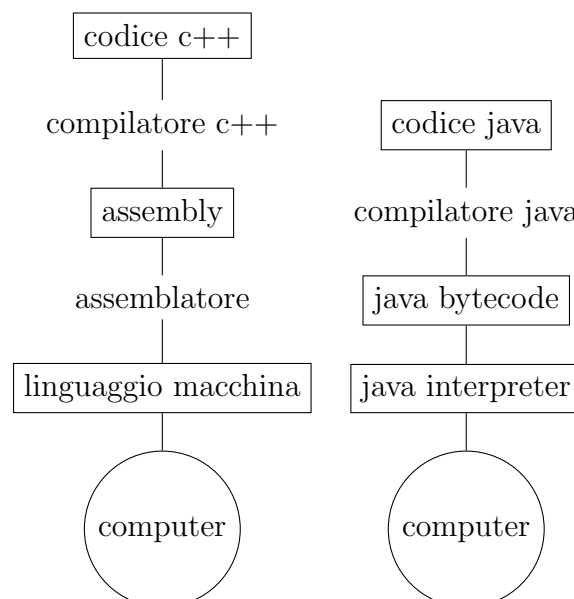 codice c++
compilatore c++
assembly
assemblatore
linguaggio macchina
computer
codice java
compilatore java
java bytecode
java interpreter
computer